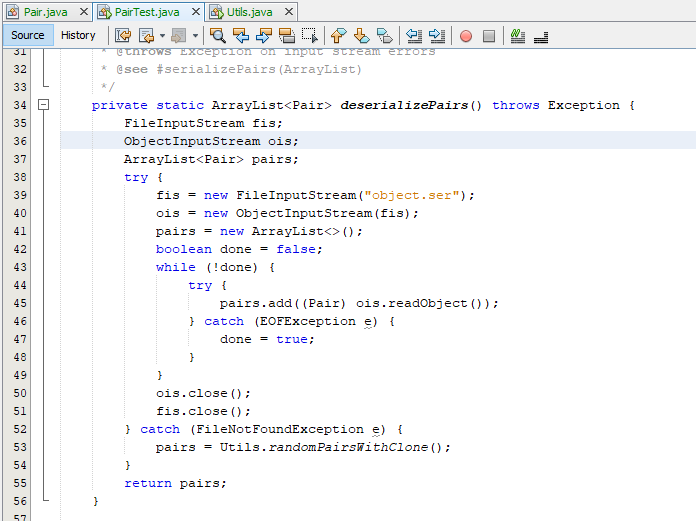 Pair.java PairTest.java Utils.java
Source History
31 * @throws Exception on input stream errors
32 * @see #serializePairs(ArrayList)
33 */
34 private static ArrayList<Pair> deserializePairs() throws Exception {
35 FileInputStream fis;
36 ObjectInputStream ois;
37 ArrayList<Pair> pairs;
38 try {
39 fis = new FileInputStream("object.ser");
40 ois = new ObjectInputStream(fis);
41 pairs = new ArrayList<>();
42 boolean done = false;
43 while (!done) {
44 try {
45 pairs.add((Pair) ois.readObject());
46 } catch (EOFException e) {
47 done = true;
48 }
49 }
50 ois.close();
51 fis.close();
52 } catch (FileNotFoundException e) {
53 pairs = Utils.randomPairsWithClone();
54 }
55 return pairs;
56 }
57